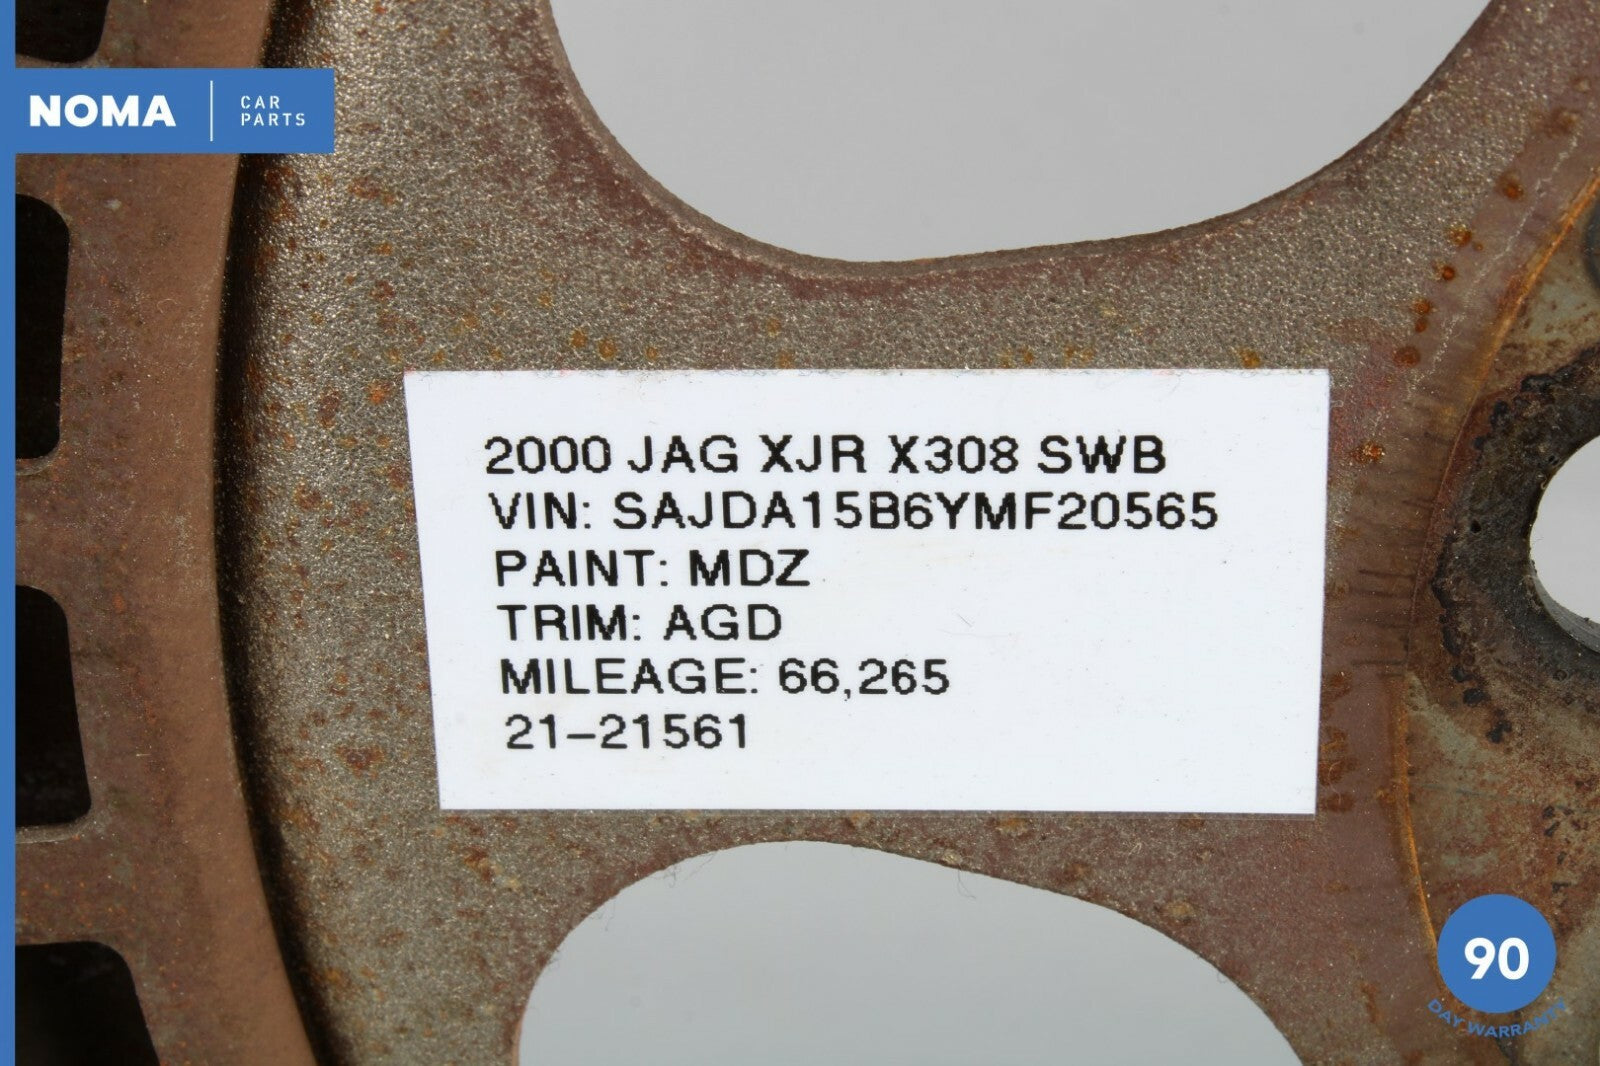 NOMA
CAR
PARTS
2000 JAG XJR X308 SWB
VIN: SAJDA15B6YMF20565
PAINT: MDZ
TRIM: AGD
MILEAGE: 66,265
21-21561
90
DAY WARRANTY